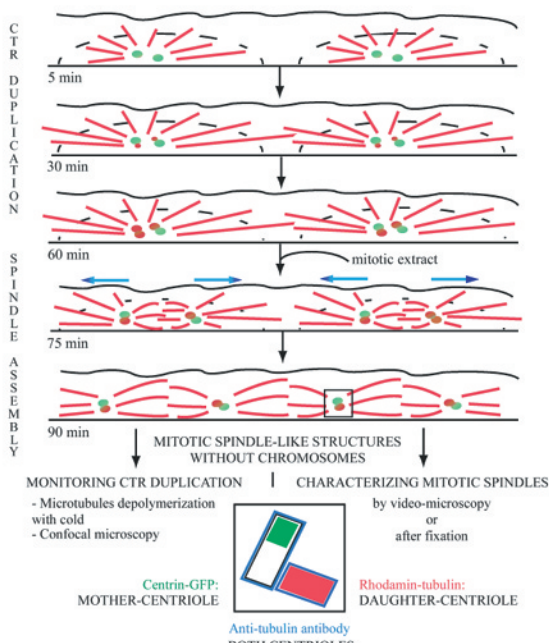 CTR DUPLICATION
5 min
30 min
60 min
mitotic extract
SPINDLE ASSEMBLY
75 min
90 min
MITOTIC SPINDLE-LIKE STRUCTURES
WITHOUT CHROMOSOMES
MONITORING CTR DUPLICATION
- Microtubules depolymerization
with cold
- Confocal microscopy
CHARACTERIZING MITOTIC SPINDLES
by video-microscopy
or
after fixation
Centrin-GFP:
MOTHER-CENTRIOLE
Rhodamin-tubulin:
DAUGHTER-CENTRIOLE
Anti-tubulin antibody
BOTH CENTRIOLES